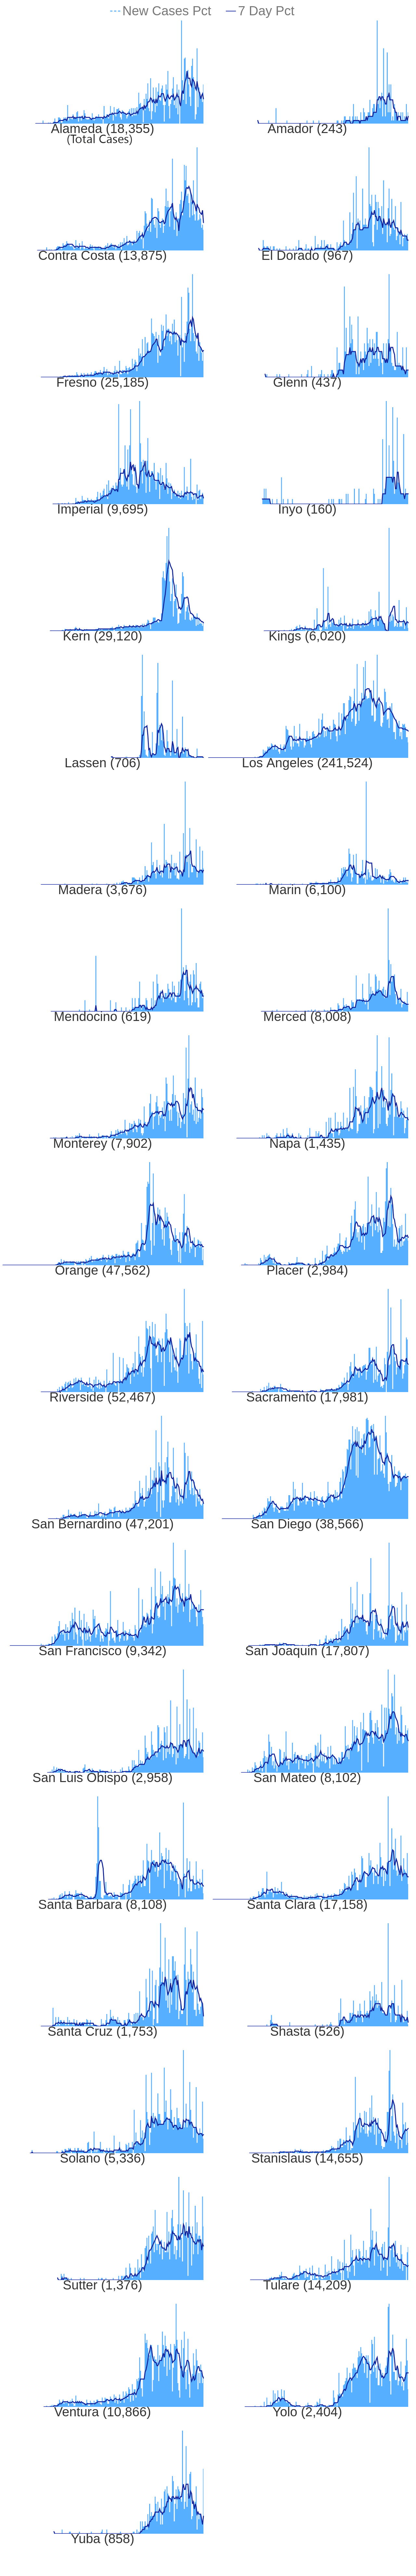 New Cases Pct 7 Day Pct
Alameda (18,355) Amador (243)
(Total Cases)
Contra Costa (13,875) El Dorado (967)
Fresno (25,185) Glenn (437)
Imperial (9,695) Inyo (160)
Kern (29,120) Kings (6,020)
Lassen (706) Los Angeles (241,524)
Madera (3,676) Marin (6,100)
Mendocino (619) Merced (8,008)
Monterey (7,902) Napa (1,435)
Orange (47,562) Placer (2,984)
Riverside (52,467) Sacramento (17,981)
San Bernardino (47,201) San Diego (38,566)
San Francisco (9,342) San Joaquin (17,807)
San Luis Obispo (2,958) San Mateo (8,102)
Santa Barbara (8,108) Santa Clara (17,158)
Santa Cruz (1,753) Shasta (526)
Solano (5,336) Stanislaus (14,655)
Sutter (1,376) Tulare (14,209)
Ventura (10,866) Yolo (2,404)
Yuba (858)